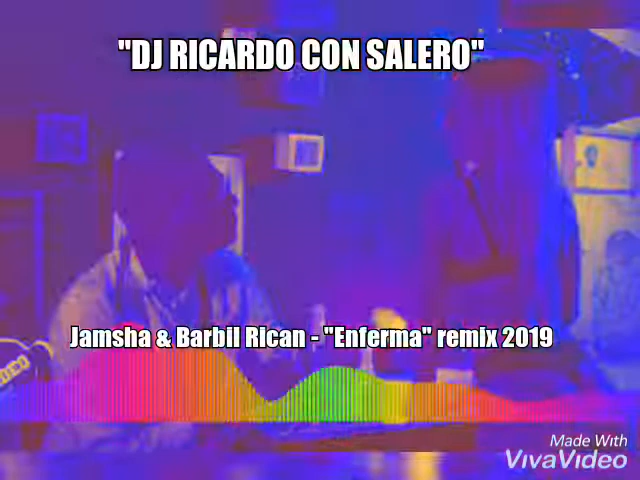 "DJ RICARDO CON SALERO"
Jamsha & Barbil Rican - "Enferma" remix 2019
Made With
VivaVideo